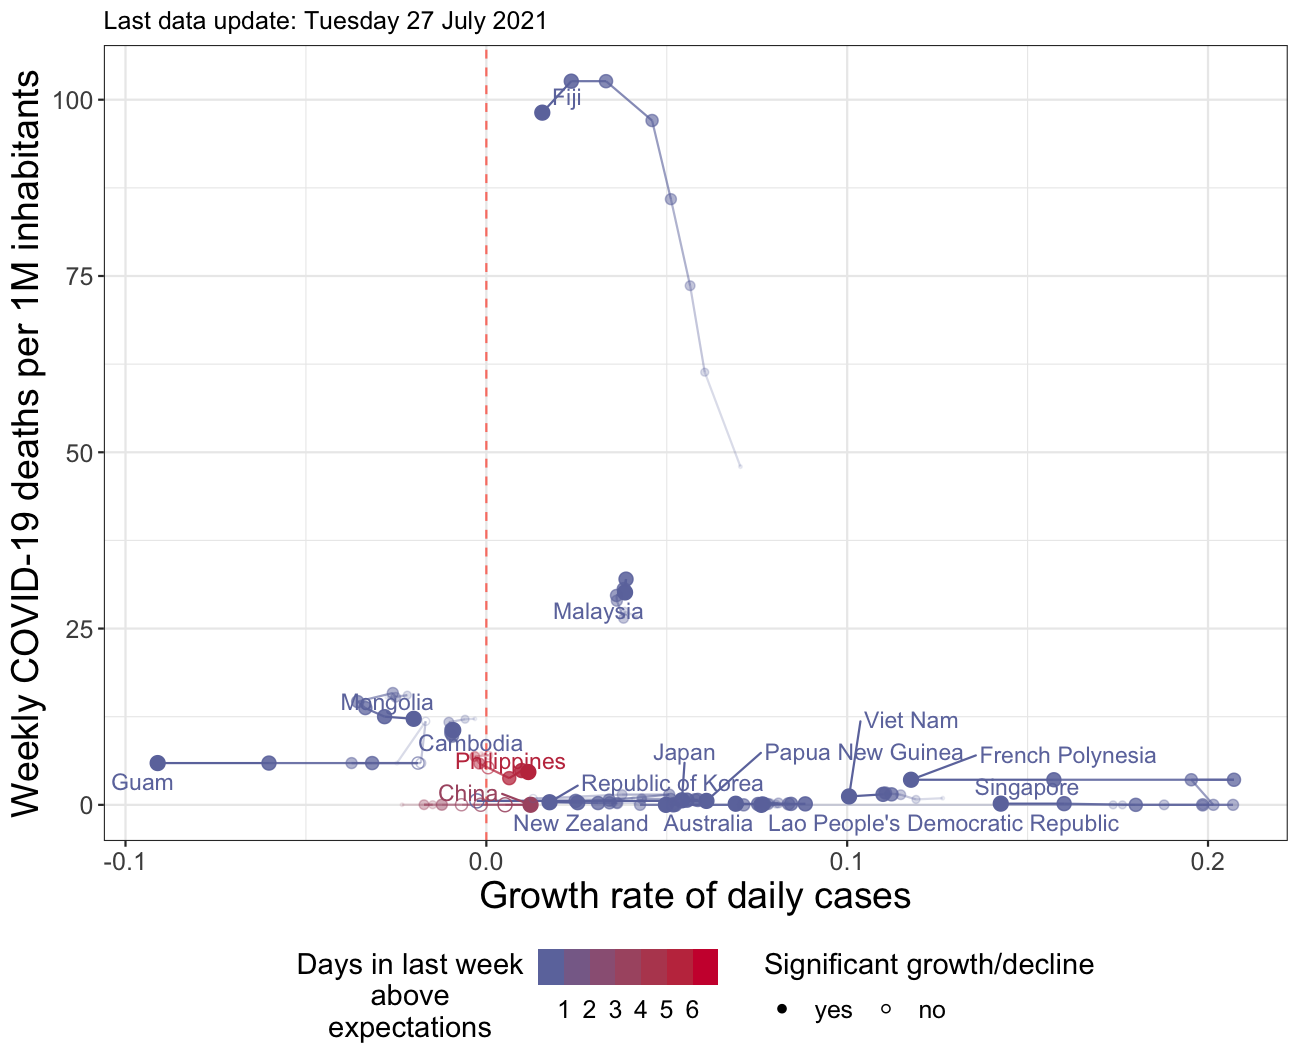 Last data update: Tuesday 27 July 2021
Weekly COVID-19 deaths per 1M inhabitants
100
75
50
25
0
Fiji
Malaysia
Mongolia
Cambodia
Guam
Philippines
China
Viet Nam
Japan
Papua New Guinea
French Polynesia
Republic of Korea
Singapore
New Zealand
Australia
Lao People's Democratic Republic
-0.1
0.0
0.1
0.2
Growth rate of daily cases
Days in last week
above
expectations
1 2 3 4 5 6
Significant growth/decline
yes
no